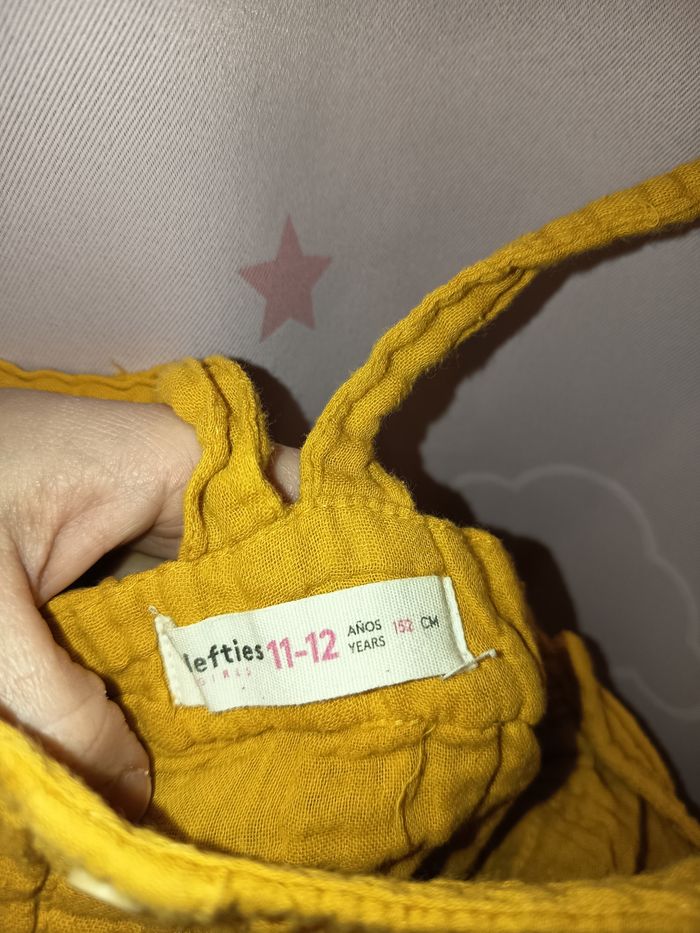 lefties
GIRLS
11-12
AÑOS
YEARS
152 CM